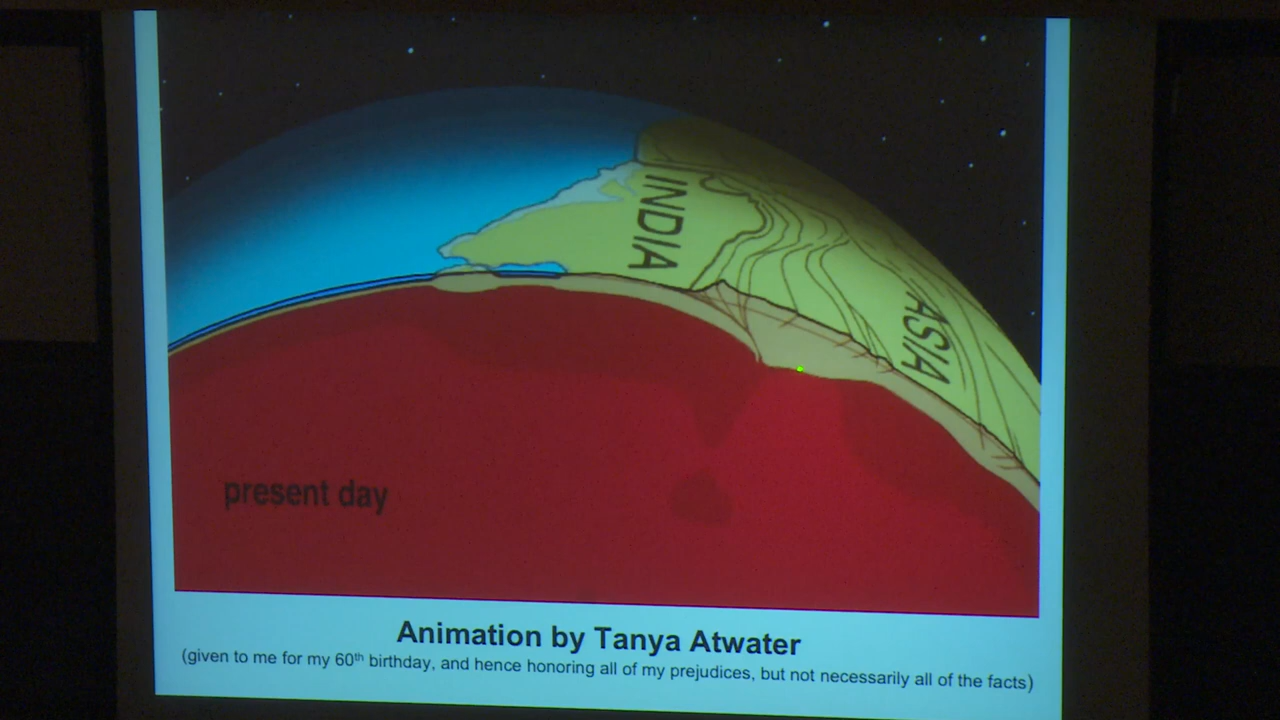 INDIA
ASIA
present day
Animation by Tanya Atwater
(given to me for my 60th birthday, and hence honoring all of my prejudices, but not necessarily all of the facts)